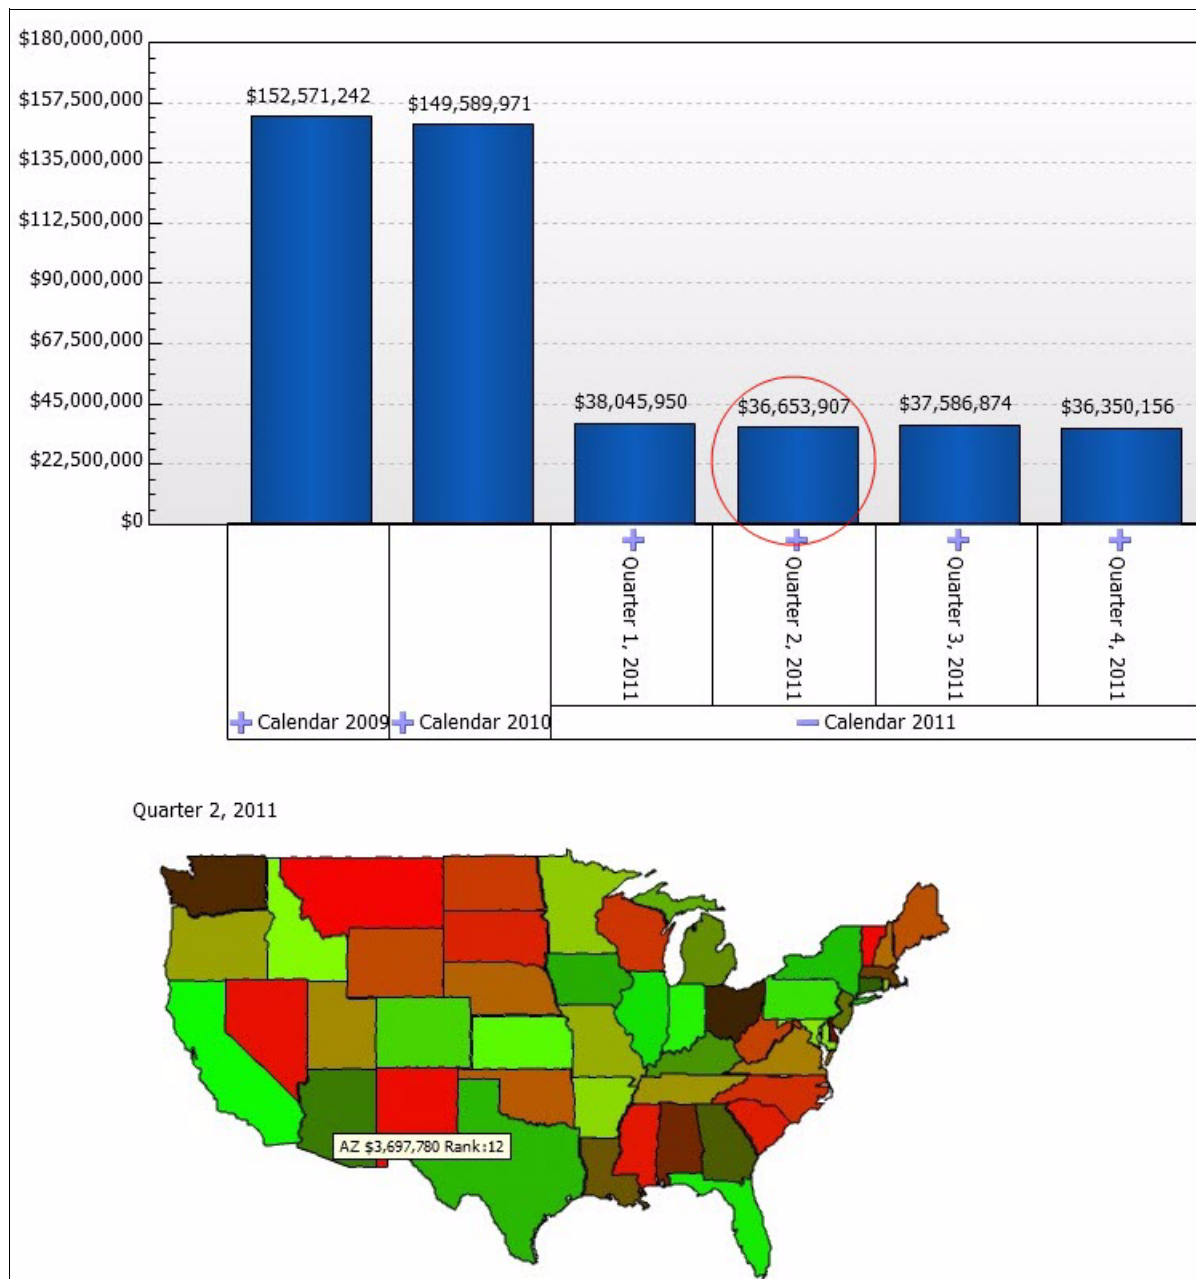 $180,000,000
$157,500,000
$135,000,000
$112,500,000
$90,000,000
$67,500,000
$45,000,000
$22,500,000
$0
$152,571,242
$149,589,971
$38,045,950
$36,653,907
$37,586,874
$36,350,156
Quarter 1, 2011
Quarter 2, 2011
Quarter 3, 2011
Quarter 4, 2011
Calendar 2009
Calendar 2010
Calendar 2011
Quarter 2, 2011
AZ $3,697,780 Rank:12